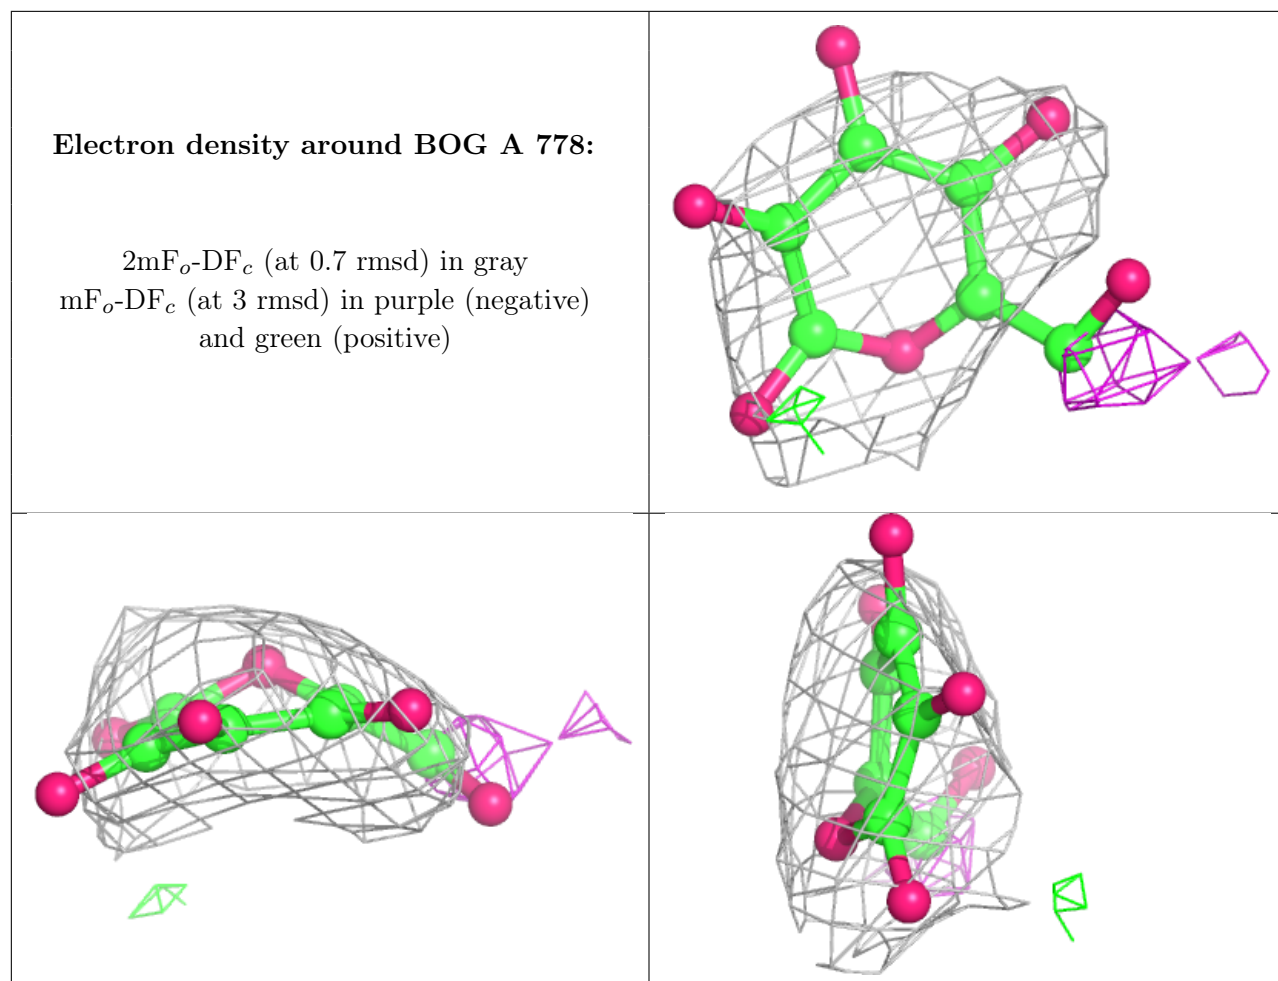 Electron density around BOG A 778:
2mFₒ-DF𝒸 (at 0.7 rmsd) in gray
mFₒ-DF𝒸 (at 3 rmsd) in purple (negative)
and green (positive)